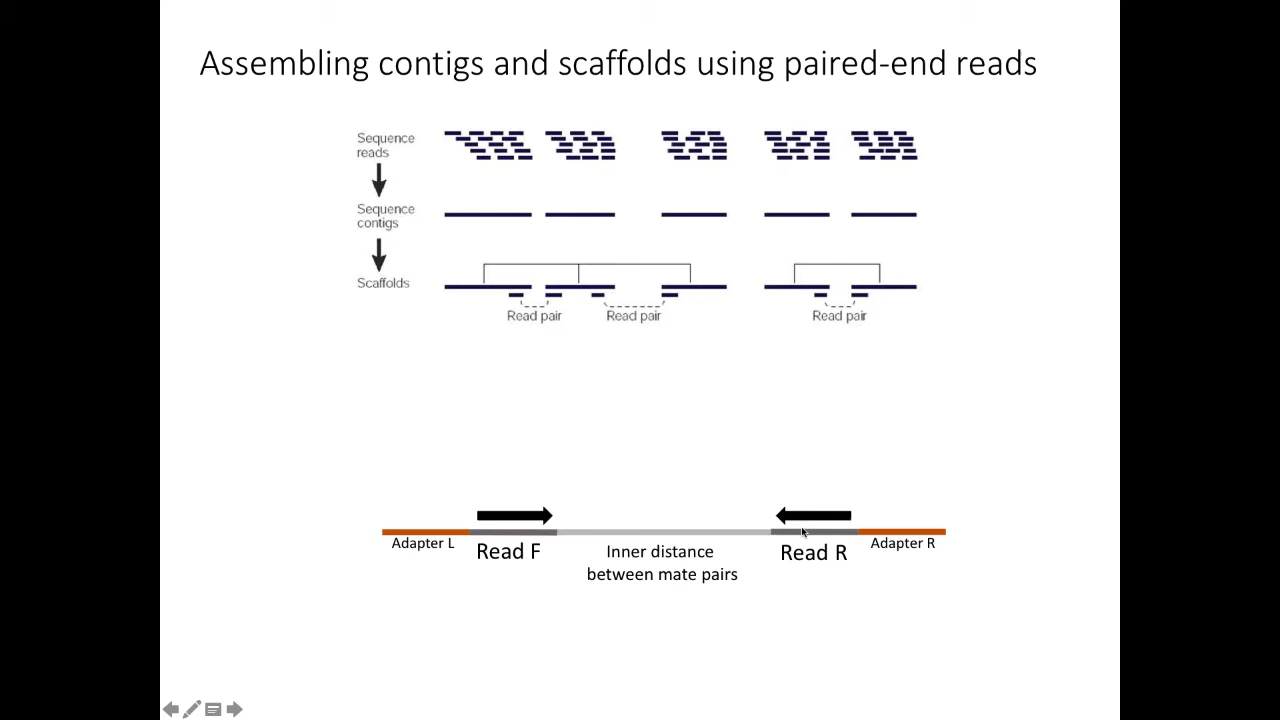 Assembling contigs and scaffolds using paired-end reads
Sequence
reads
Sequence
contigs
Scaffolds
Read pair
Read pair
Read pair
Adapter L
Read F
Inner distance
between mate pairs
Read R
Adapter R